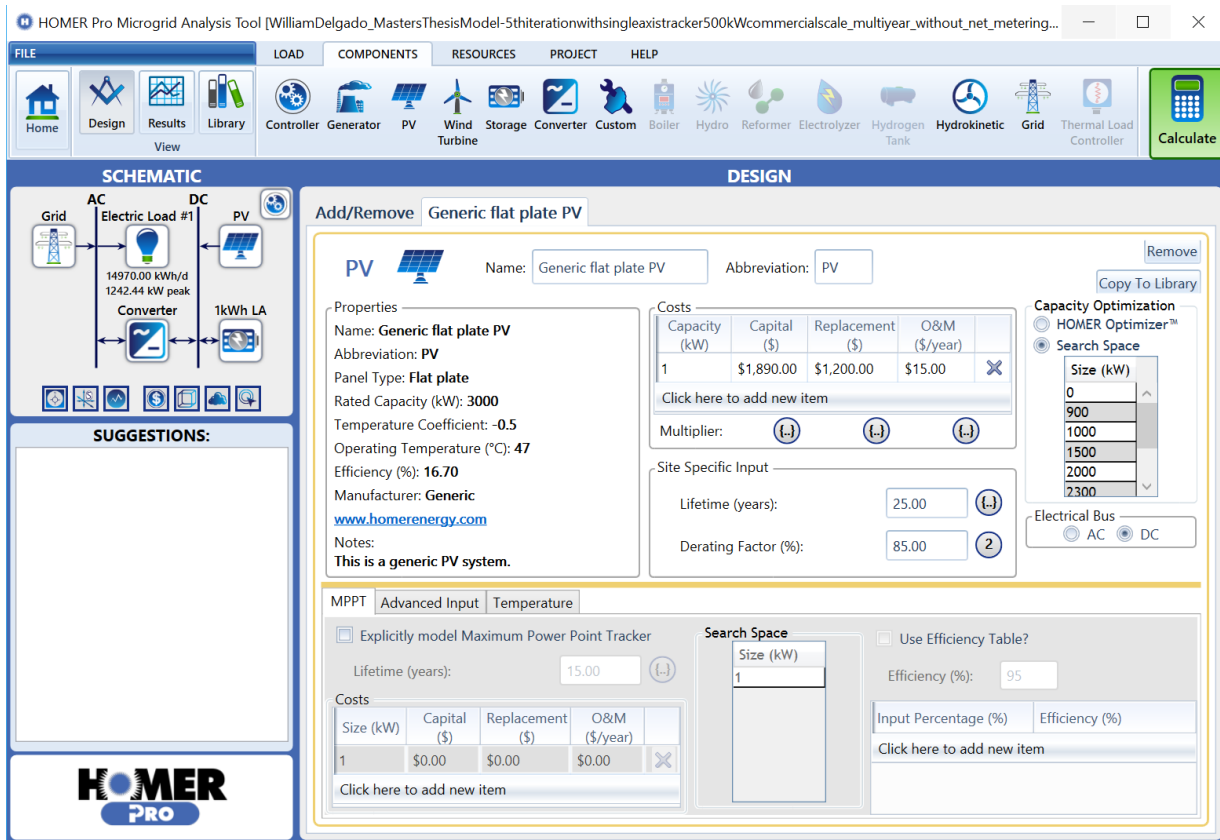 HOMER Pro Microgrid Analysis Tool [WilliamDelgado_MastersThesisModel-5thiterationwithsingleaxistracker500kWcommercialscale_multiyear_without_net_metering...
FILE
LOAD COMPONENTS RESOURCES PROJECT HELP
Home Design Results Library Controller Generator PV Wind Turbine Storage Converter Custom Boiler Hydro Reformer Electrolyzer Hydrogen Tank Hydrokinetic Grid Thermal Load Controller Calculate
View
SCHEMATIC
AC DC
Grid Electric Load #1 PV
14970.00 kWh/d
1242.44 kW peak
Converter 1kWh LA
SUGGESTIONS:
HOMER
PRO
DESIGN
Add/Remove Generic flat plate PV
PV Name: Generic flat plate PV Abbreviation: PV
Remove
Copy To Library
Properties
Name: Generic flat plate PV
Abbreviation: PV
Panel Type: Flat plate
Rated Capacity (kW): 3000
Temperature Coefficient: -0.5
Operating Temperature (°C): 47
Efficiency (%): 16.70
Manufacturer: Generic
www.homerenergy.com
Notes:
This is a generic PV system.
Costs
Capacity (kW) Capital ($) Replacement ($) O&M ($/year)
1 $1,890.00 $1,200.00 $15.00
Click here to add new item
Multiplier: {..} {..} {..}
Site Specific Input
Lifetime (years): 25.00 {..}
Derating Factor (%): 85.00 2
Capacity Optimization
HOMER Optimizer™
Search Space
Size (kW)
0
900
1000
1500
2000
2300
Electrical Bus
AC DC
MPPT Advanced Input Temperature
Explicitly model Maximum Power Point Tracker
Lifetime (years): 15.00 {..}
Costs
Size (kW) Capital ($) Replacement ($) O&M ($/year)
1 $0.00 $0.00 $0.00
Click here to add new item
Search Space
Size (kW)
1
Use Efficiency Table?
Efficiency (%): 95
Input Percentage (%) Efficiency (%)
Click here to add new item